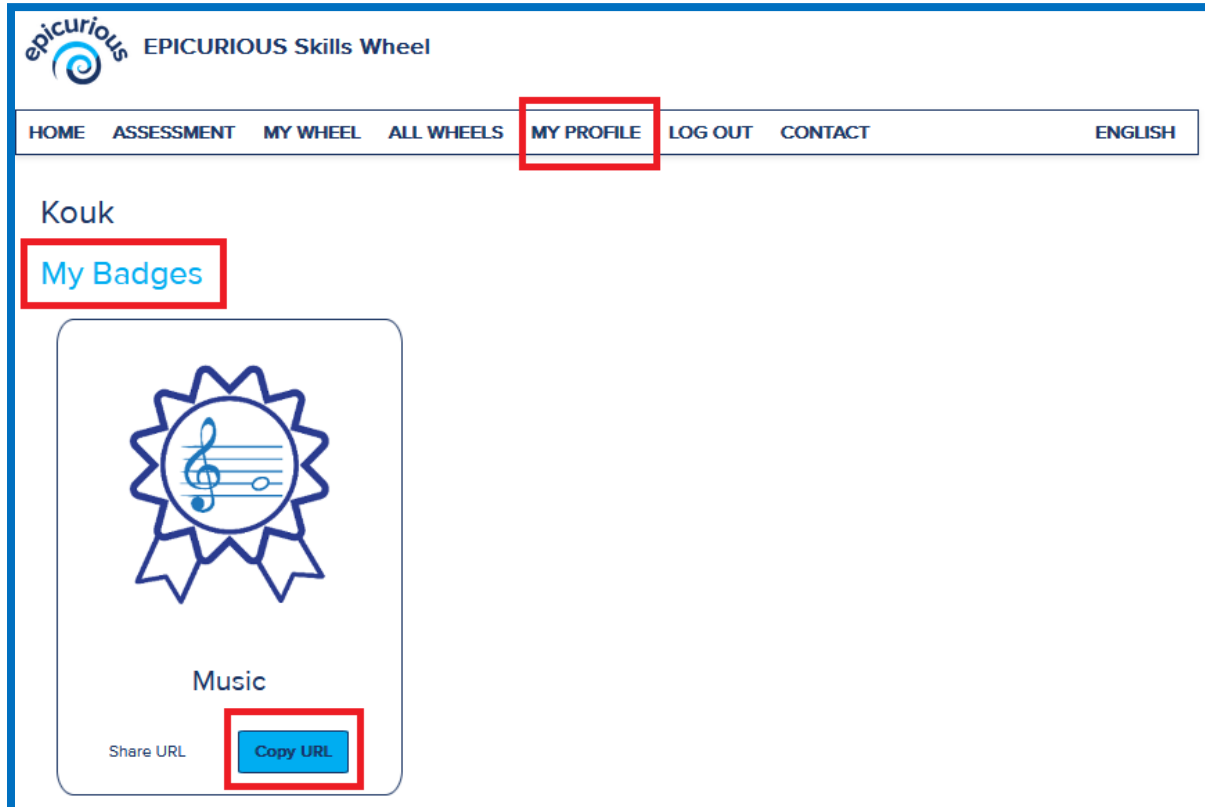 epicurious
EPICURIOUS Skills Wheel
HOME ASSESSMENT MY WHEEL ALL WHEELS MY PROFILE LOG OUT CONTACT ENGLISH
Kouk
My Badges
Music
Share URL Copy URL